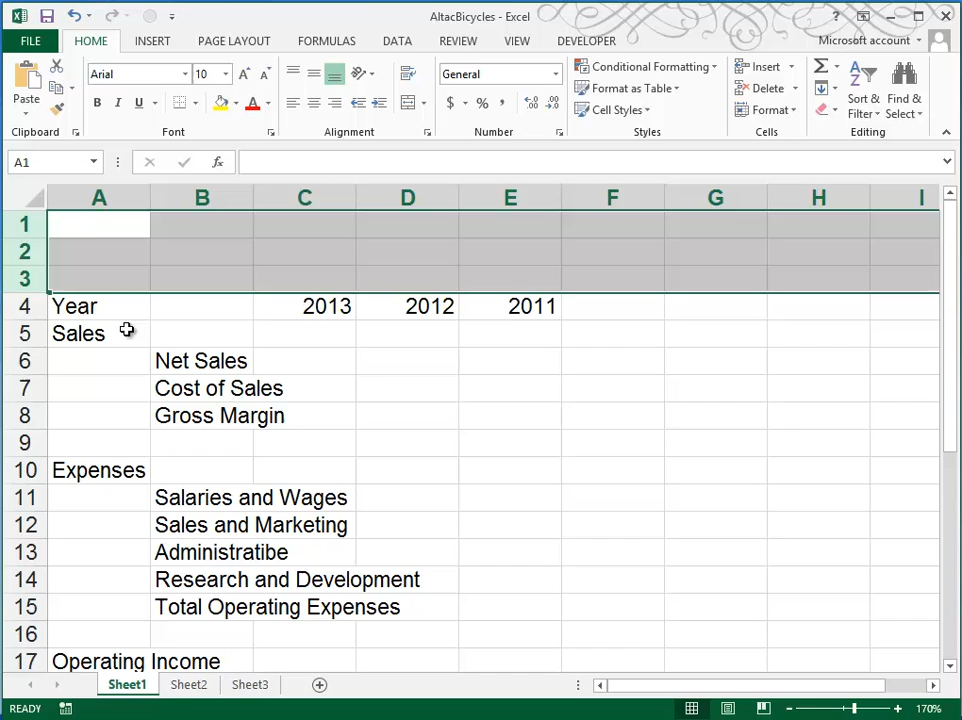 AltacBicycles - Excel
?
FILE HOME INSERT PAGE LAYOUT FORMULAS DATA REVIEW VIEW DEVELOPER Microsoft account
Paste
Arial 10
B I U A
General
$ % ,
Conditional Formatting
Format as Table
Cell Styles
Insert
Delete
Format
Sort & Filter
Find & Select
Clipboard Font Alignment Number Styles Cells Editing
A1 fx
A B C D E F G H I
1
2
3
4 Year 2013 2012 2011
5 Sales
6 Net Sales
7 Cost of Sales
8 Gross Margin
9
10 Expenses
11 Salaries and Wages
12 Sales and Marketing
13 Administratibe
14 Research and Development
15 Total Operating Expenses
16
17 Operating Income
Sheet1 Sheet2 Sheet3
READY 170%